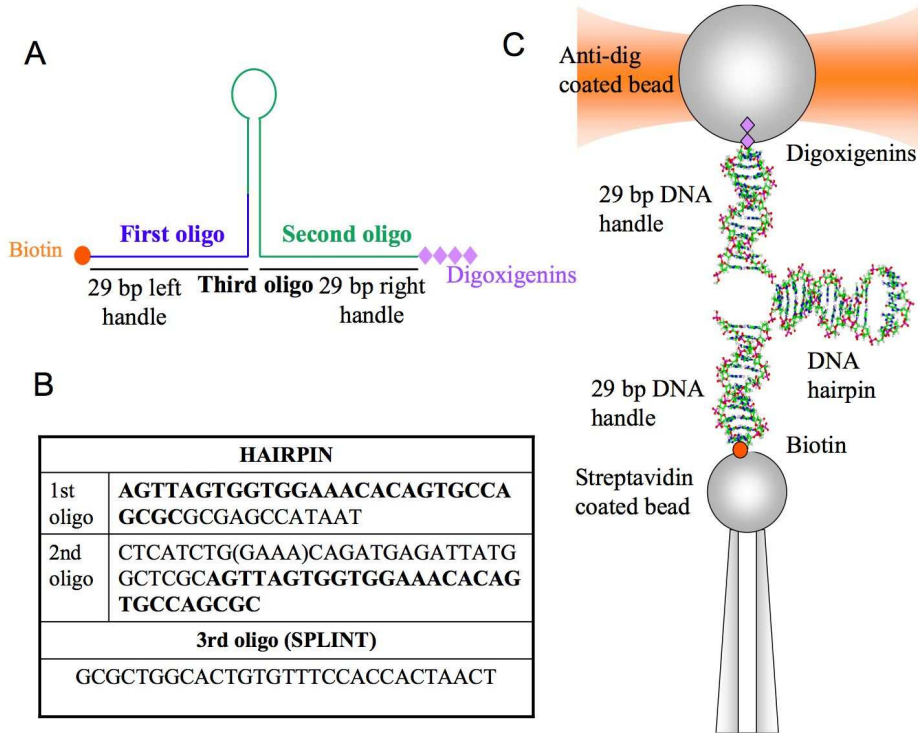 A
First oligo
Second oligo
Biotin
Digoxigenins
29 bp left
handle
Third oligo
29 bp right
handle
B
HAIRPIN
1st
oligo
AGTTAGTGGTGGAAACACAGTGCCA
GCGCGCGAGCCATAAT
2nd
oligo
CTCATCTG(GAAA)CAGATGAGATTATG
GCTCGCAGTTAGTGGTGGAAACACAG
TGCCAGCGC
3rd oligo (SPLINT)
GCGCTGGCACTGTGTTTCCACCACTAACT
C
Anti-dig
coated bead
Digoxigenins
29 bp DNA
handle
DNA
hairpin
29 bp DNA
handle
Biotin
Streptavidin
coated bead